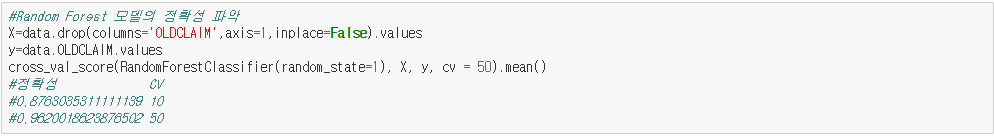 #Random Forest 모델의 정확성 파악
X=data.drop(columns='OLDCLAIM',axis=1,inplace=False).values
y=data.OLDCLAIM.values
cross_val_score(RandomForestClassifier(random_state=1), X, y, cv = 50).mean()
#정확성 CV
#0.8763035311111139 10
#0.9620018623876502 50